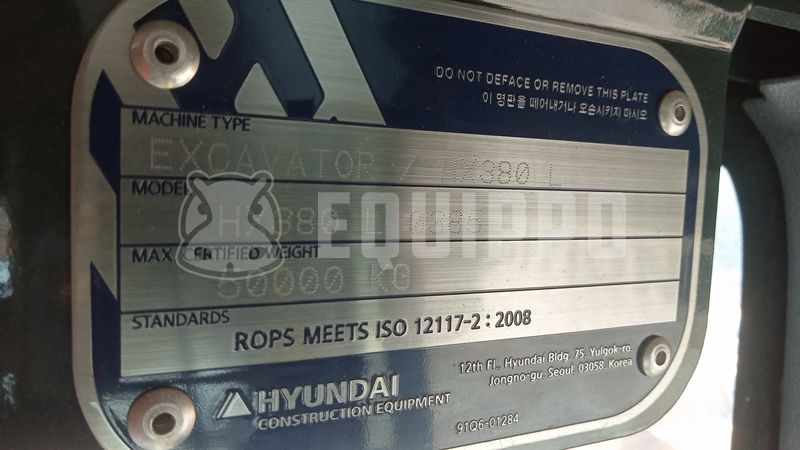 DO NOT DEFACE OR REMOVE THIS PLATE
이 명판을 떼어내거나 오손시키지 마시오
MACHINE TYPE
EXCAVATOR / HX380 L
MODEL
HX380 L 0385
EQUIPPO
MAX. CERTIFIED WEIGHT
50000 KG
STANDARDS
ROPS MEETS ISO 12117-2 : 2008
12th Fl., Hyundai Bldg. 75, Yulgok-ro,
Jongno-gu, Seoul, 03058, Korea
HYUNDAI
CONSTRUCTION EQUIPMENT
91Q6-01284